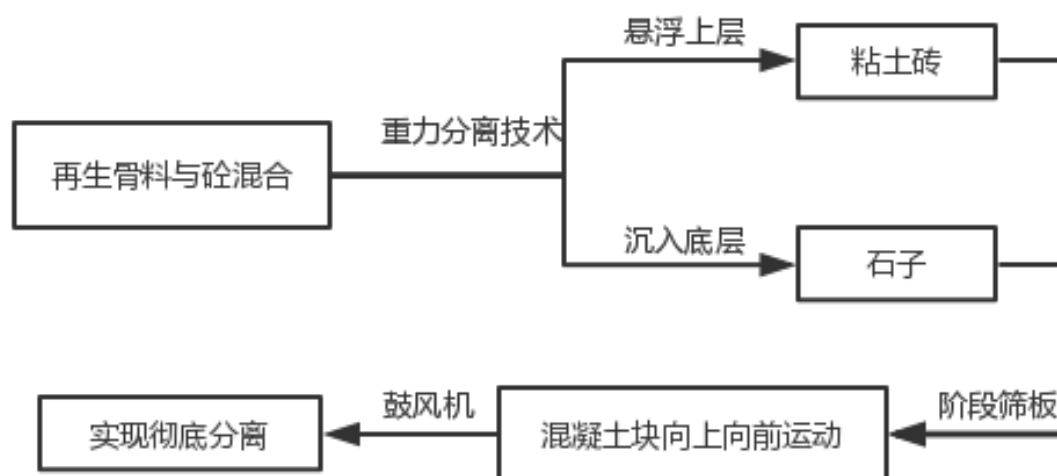 悬浮上层
粘土砖
重力分离技术
再生骨料与砼混合
沉入底层
石子
鼓风机
阶段筛板
实现彻底分离
混凝土块向上向前运动